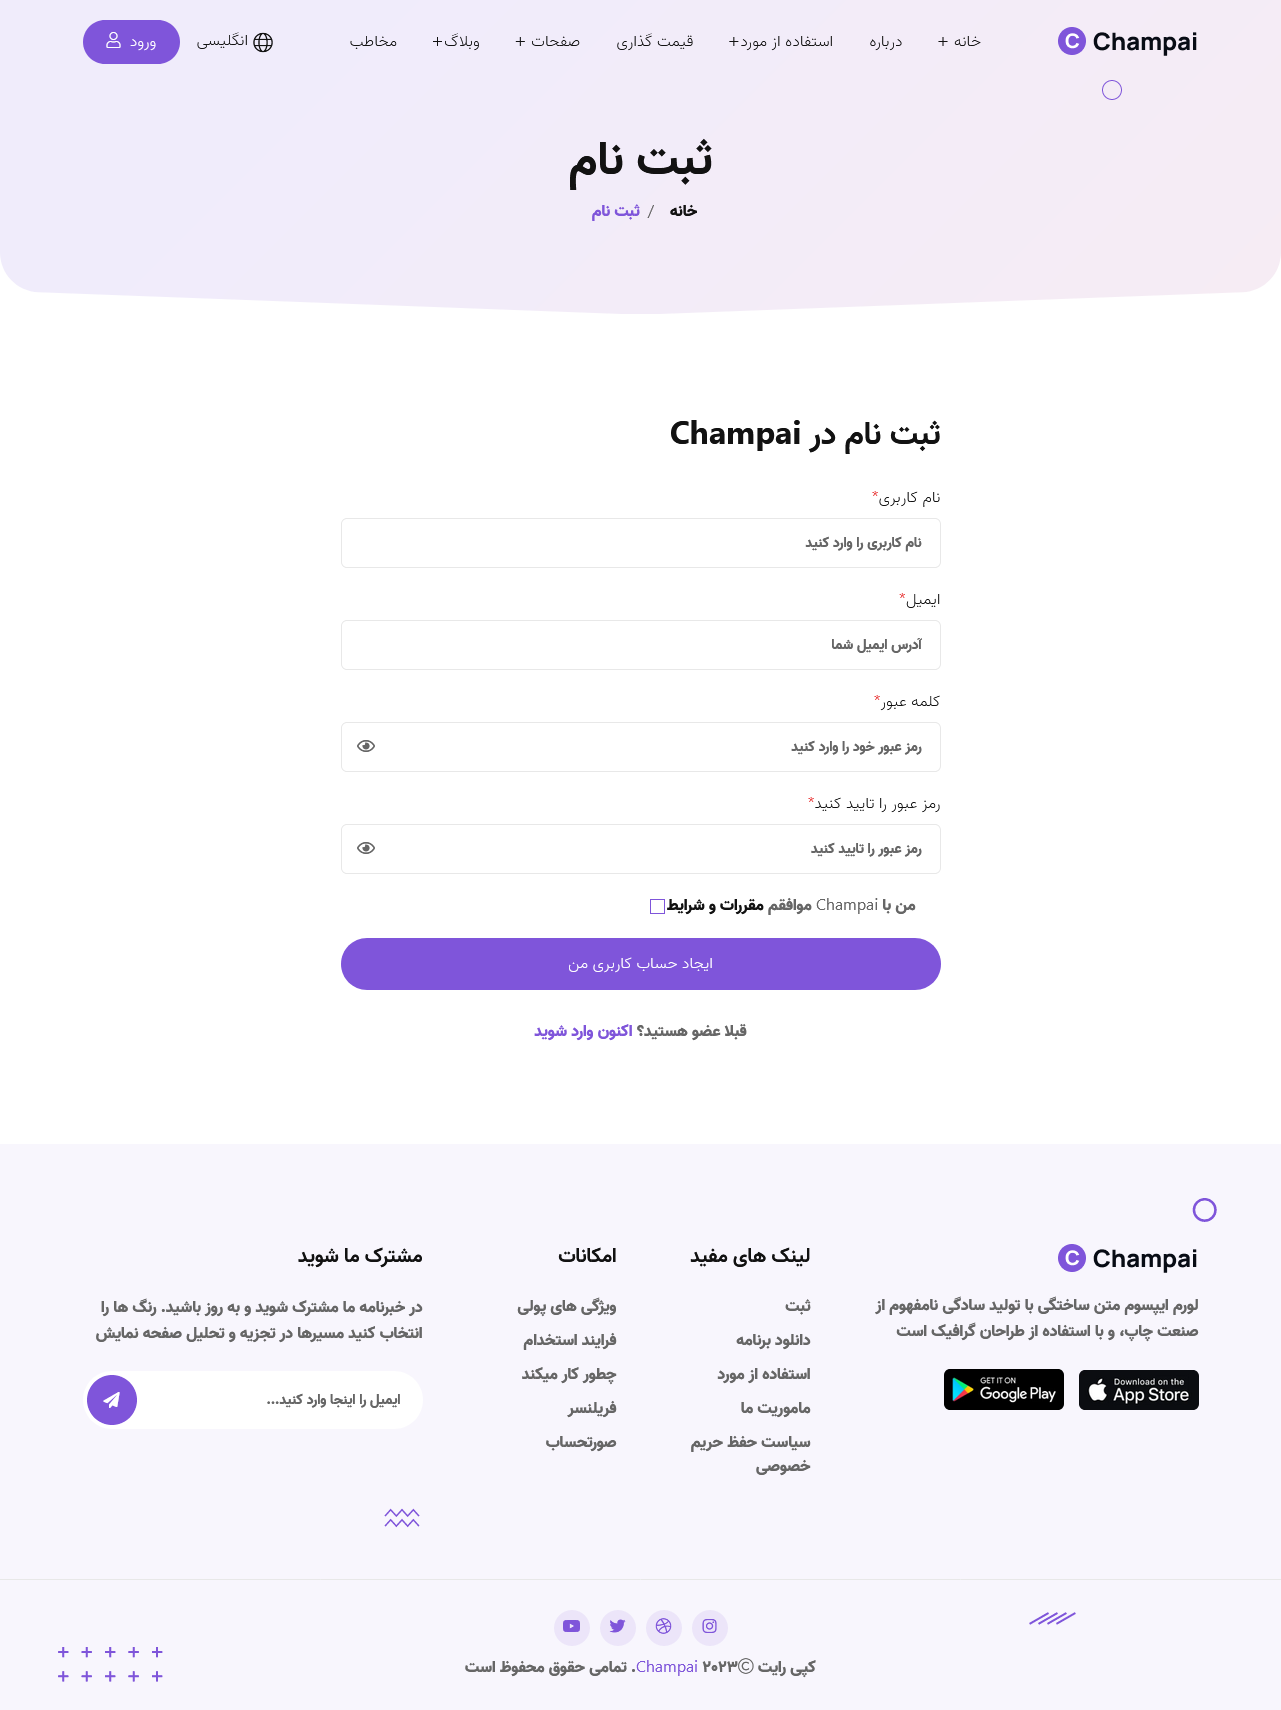 Champai
خانه +
درباره
استفاده از مورد+
قیمت گذاری
صفحات +
وبلاگ+
مخاطب
انگلیسی
ورود
ثبت نام
خانه / ثبت نام
ثبت نام در Champai
نام کاربری*
نام کاربری را وارد کنید
ایمیل*
آدرس ایمیل شما
کلمه عبور*
رمز عبور خود را وارد کنید
رمز عبور را تایید کنید*
رمز عبور را تایید کنید
من با Champai موافقم مقررات و شرایط
ایجاد حساب کاربری من
قبلا عضو هستید؟ اکنون وارد شوید
Champai
لورم ایپسوم متن ساختگی با تولید سادگی نامفهوم از
صنعت چاپ، و با استفاده از طراحان گرافیک است
Download on the
App Store
GET IT ON
Google Play
لینک های مفید
ثبت
دانلود برنامه
استفاده از مورد
ماموریت ما
سیاست حفظ حریم
خصوصی
امکانات
ویژگی های پولی
فرایند استخدام
چطور کار میکند
فریلنسر
صورتحساب
مشترک ما شوید
در خبرنامه ما مشترک شوید و به روز باشید. رنگ ها را
انتخاب کنید مسیرها در تجزیه و تحلیل صفحه نمایش
ایمیل را اینجا وارد کنید...
کپی رایت ©۲۰۲۳ Champai. تمامی حقوق محفوظ است